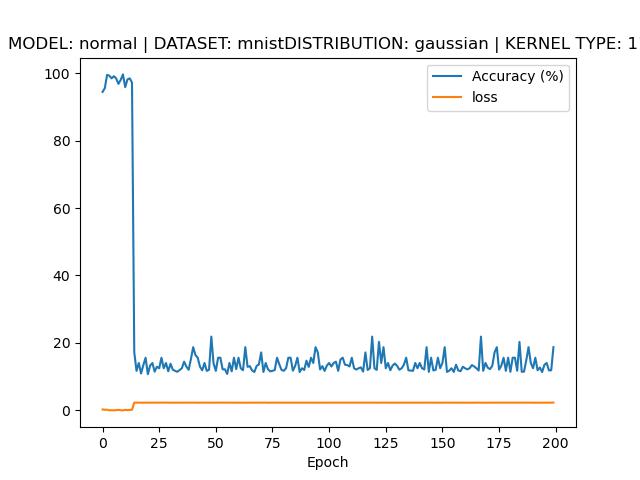 MODEL: normal | DATASET: mnistDISTRIBUTION: gaussian | KERNEL TYPE: 1
100
80
60
40
20
0
Accuracy (%)
loss
0 25 50 75 100 125 150 175 200
Epoch